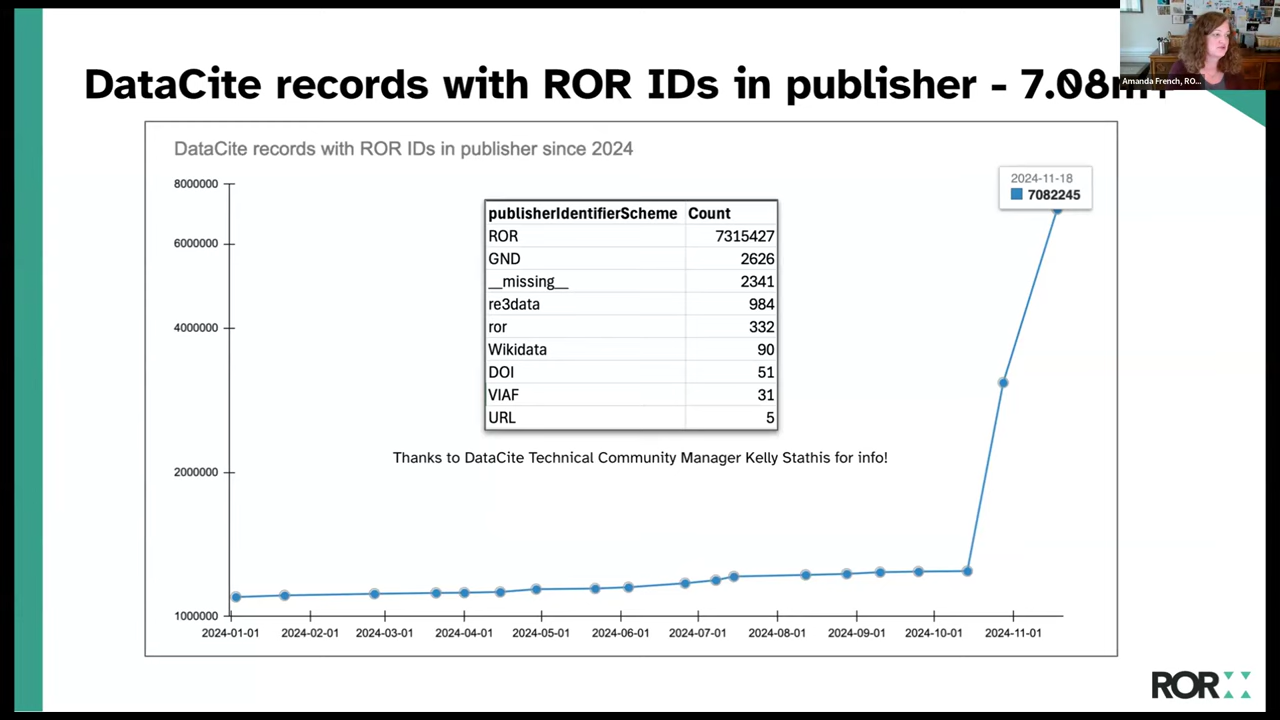 DataCite records with ROR IDs in publisher - 7.08m
Amanda French, RO...
DataCite records with ROR IDs in publisher since 2024
2024-11-18
7082245
8000000
6000000
4000000
2000000
1000000
publisherIdentifierScheme Count
ROR 7315427
GND 2626
__missing__ 2341
re3data 984
ror 332
Wikidata 90
DOI 51
VIAF 31
URL 5
Thanks to DataCite Technical Community Manager Kelly Stathis for info!
2024-01-01 2024-02-01 2024-03-01 2024-04-01 2024-05-01 2024-06-01 2024-07-01 2024-08-01 2024-09-01 2024-10-01 2024-11-01
ROR